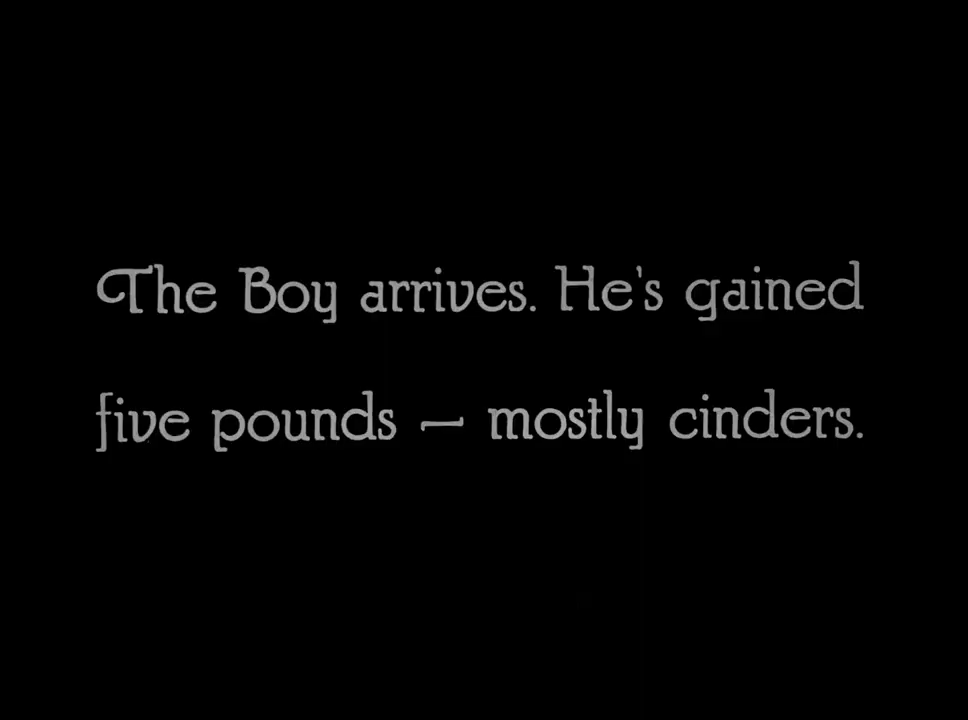 The Boy arrives. He's gained
five pounds – mostly cinders.